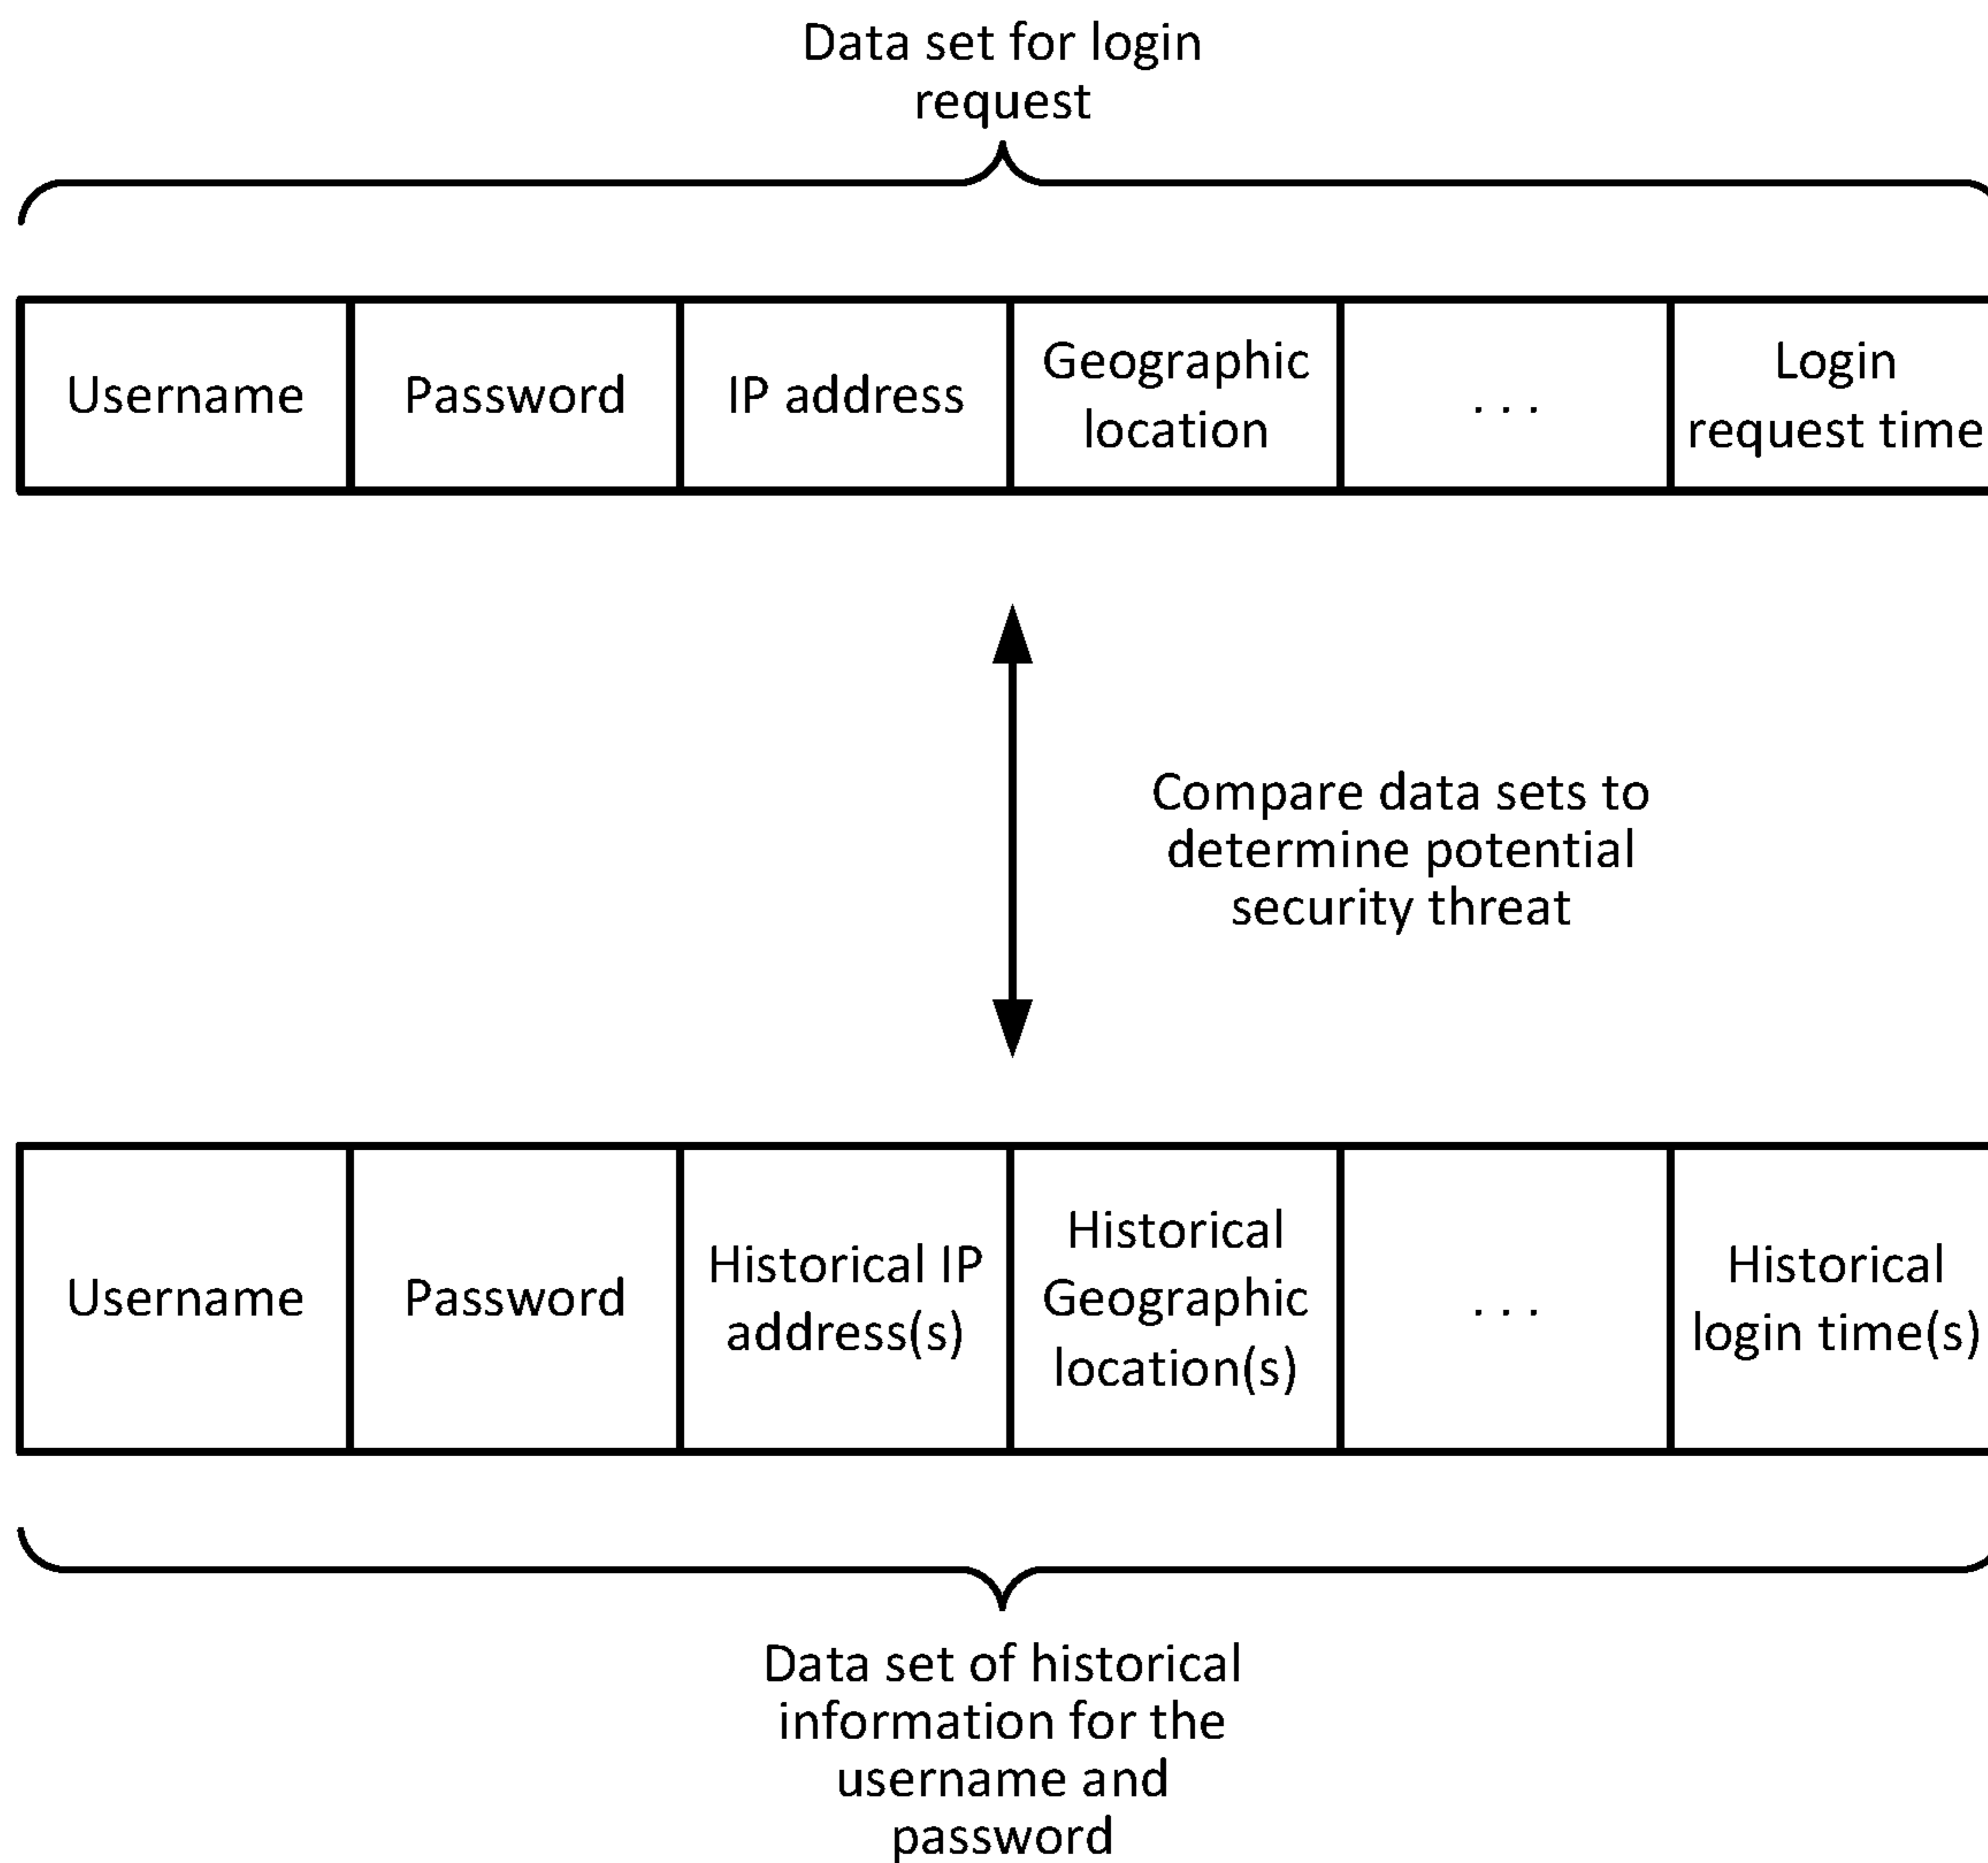 Data set for login
request
Username
Password
IP address
Geographic
location
. . .
Login
request time
Compare data sets to
determine potential
security threat
Username
Password
Historical IP
address(s)
Historical
Geographic
location(s)
. . .
Historical
login time(s)
Data set of historical
information for the
username and
password